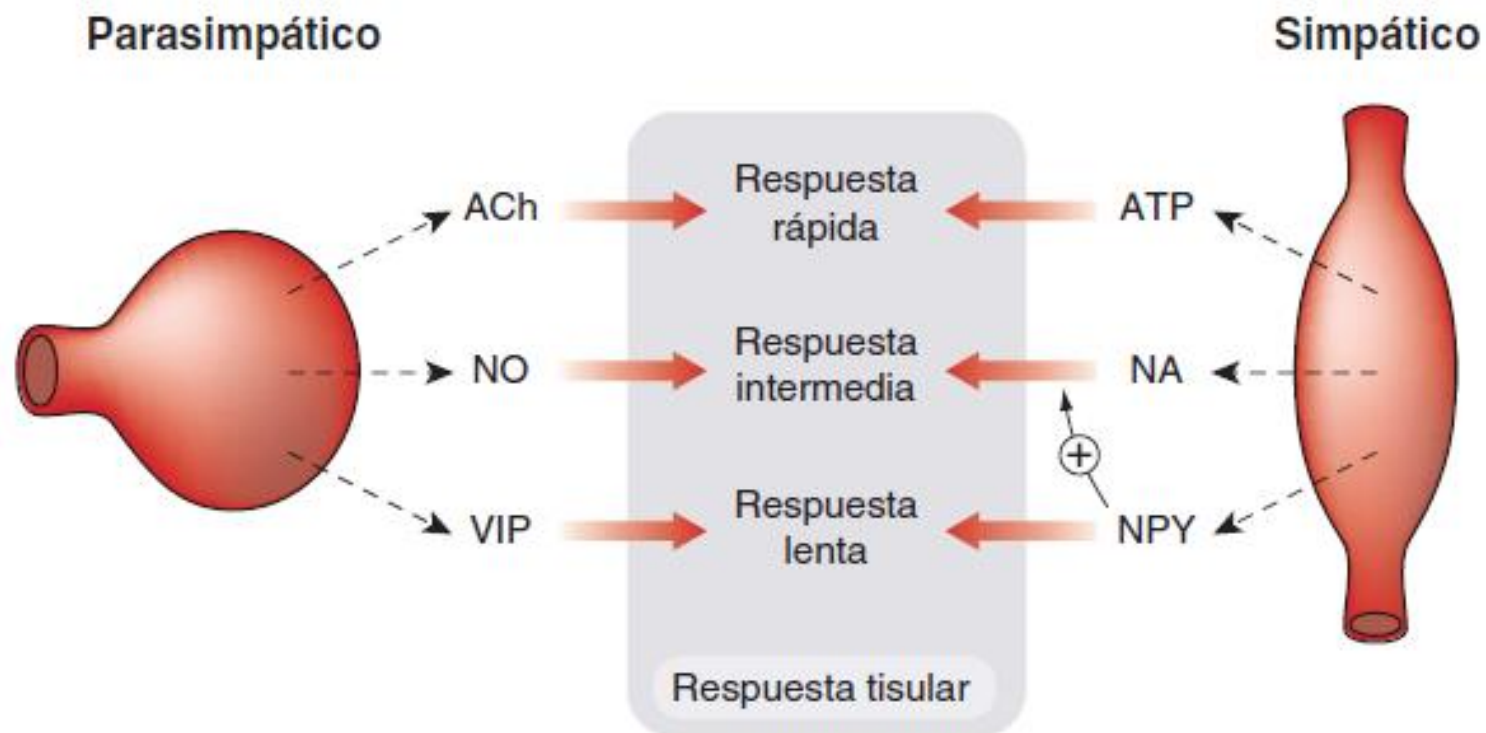 Parasimpático
Simpático
ACh
Respuesta
rápida
ATP
NO
Respuesta
intermedia
NA
+
VIP
Respuesta
lenta
NPY
Respuesta tisular